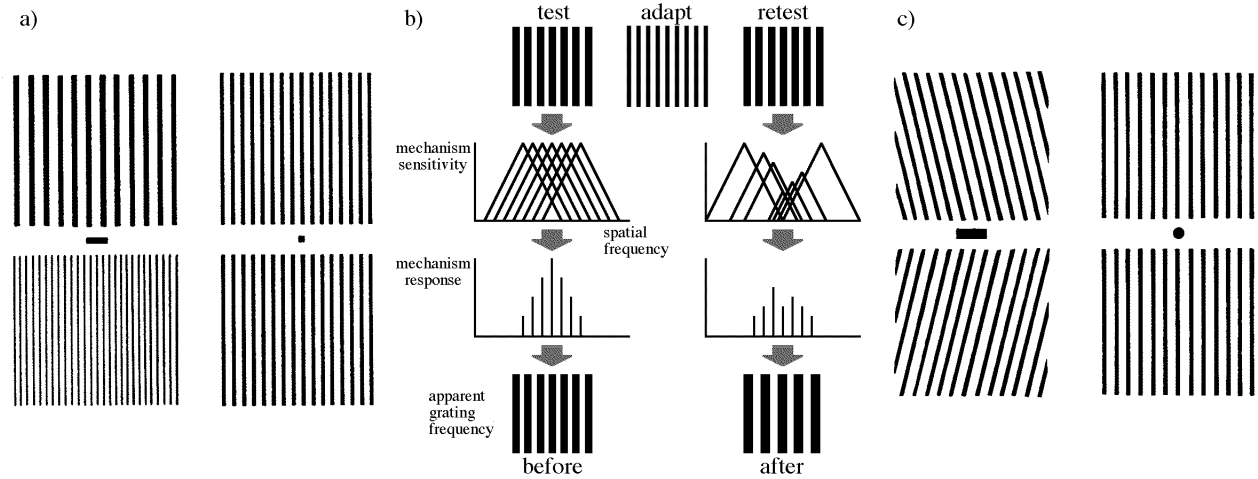 a)
b)
test
adapt
retest
c)
mechanism
sensitivity
spatial
frequency
mechanism
response
apparent
grating
frequency
before
after